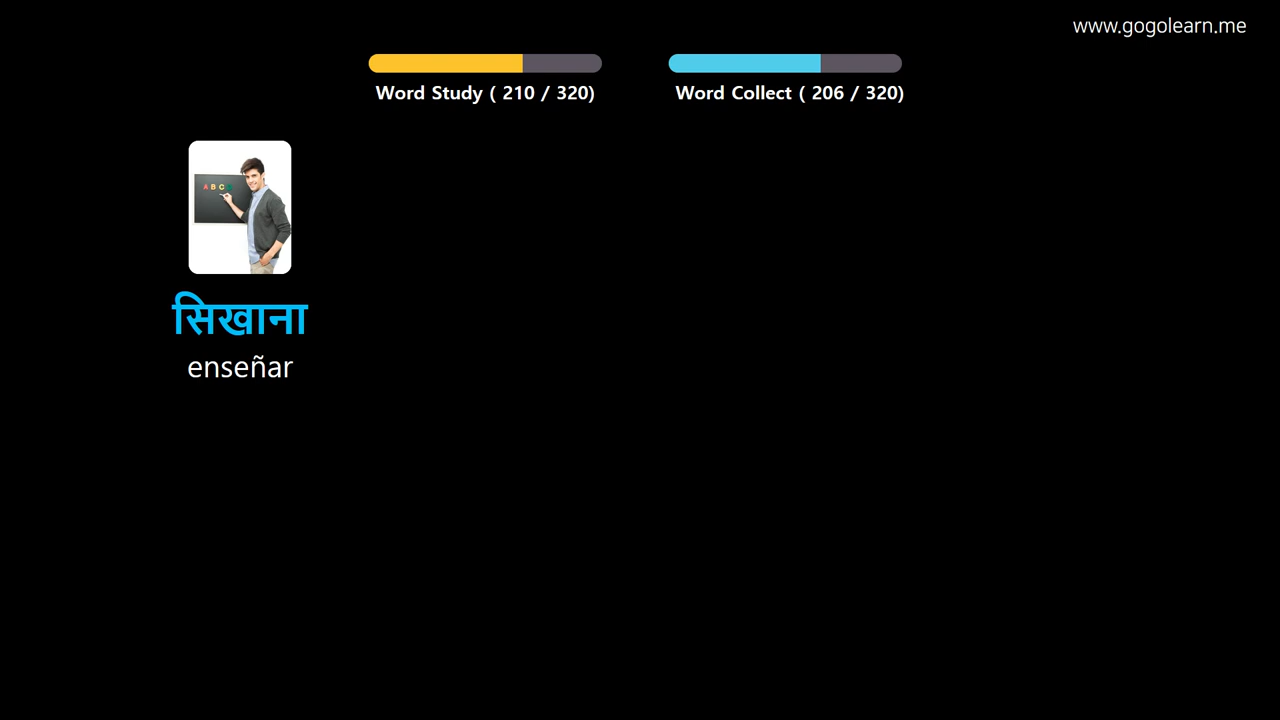 www.gogolearn.me
Word Study ( 210 / 320)
Word Collect ( 206 / 320)
A B C
सिखाना
enseñar